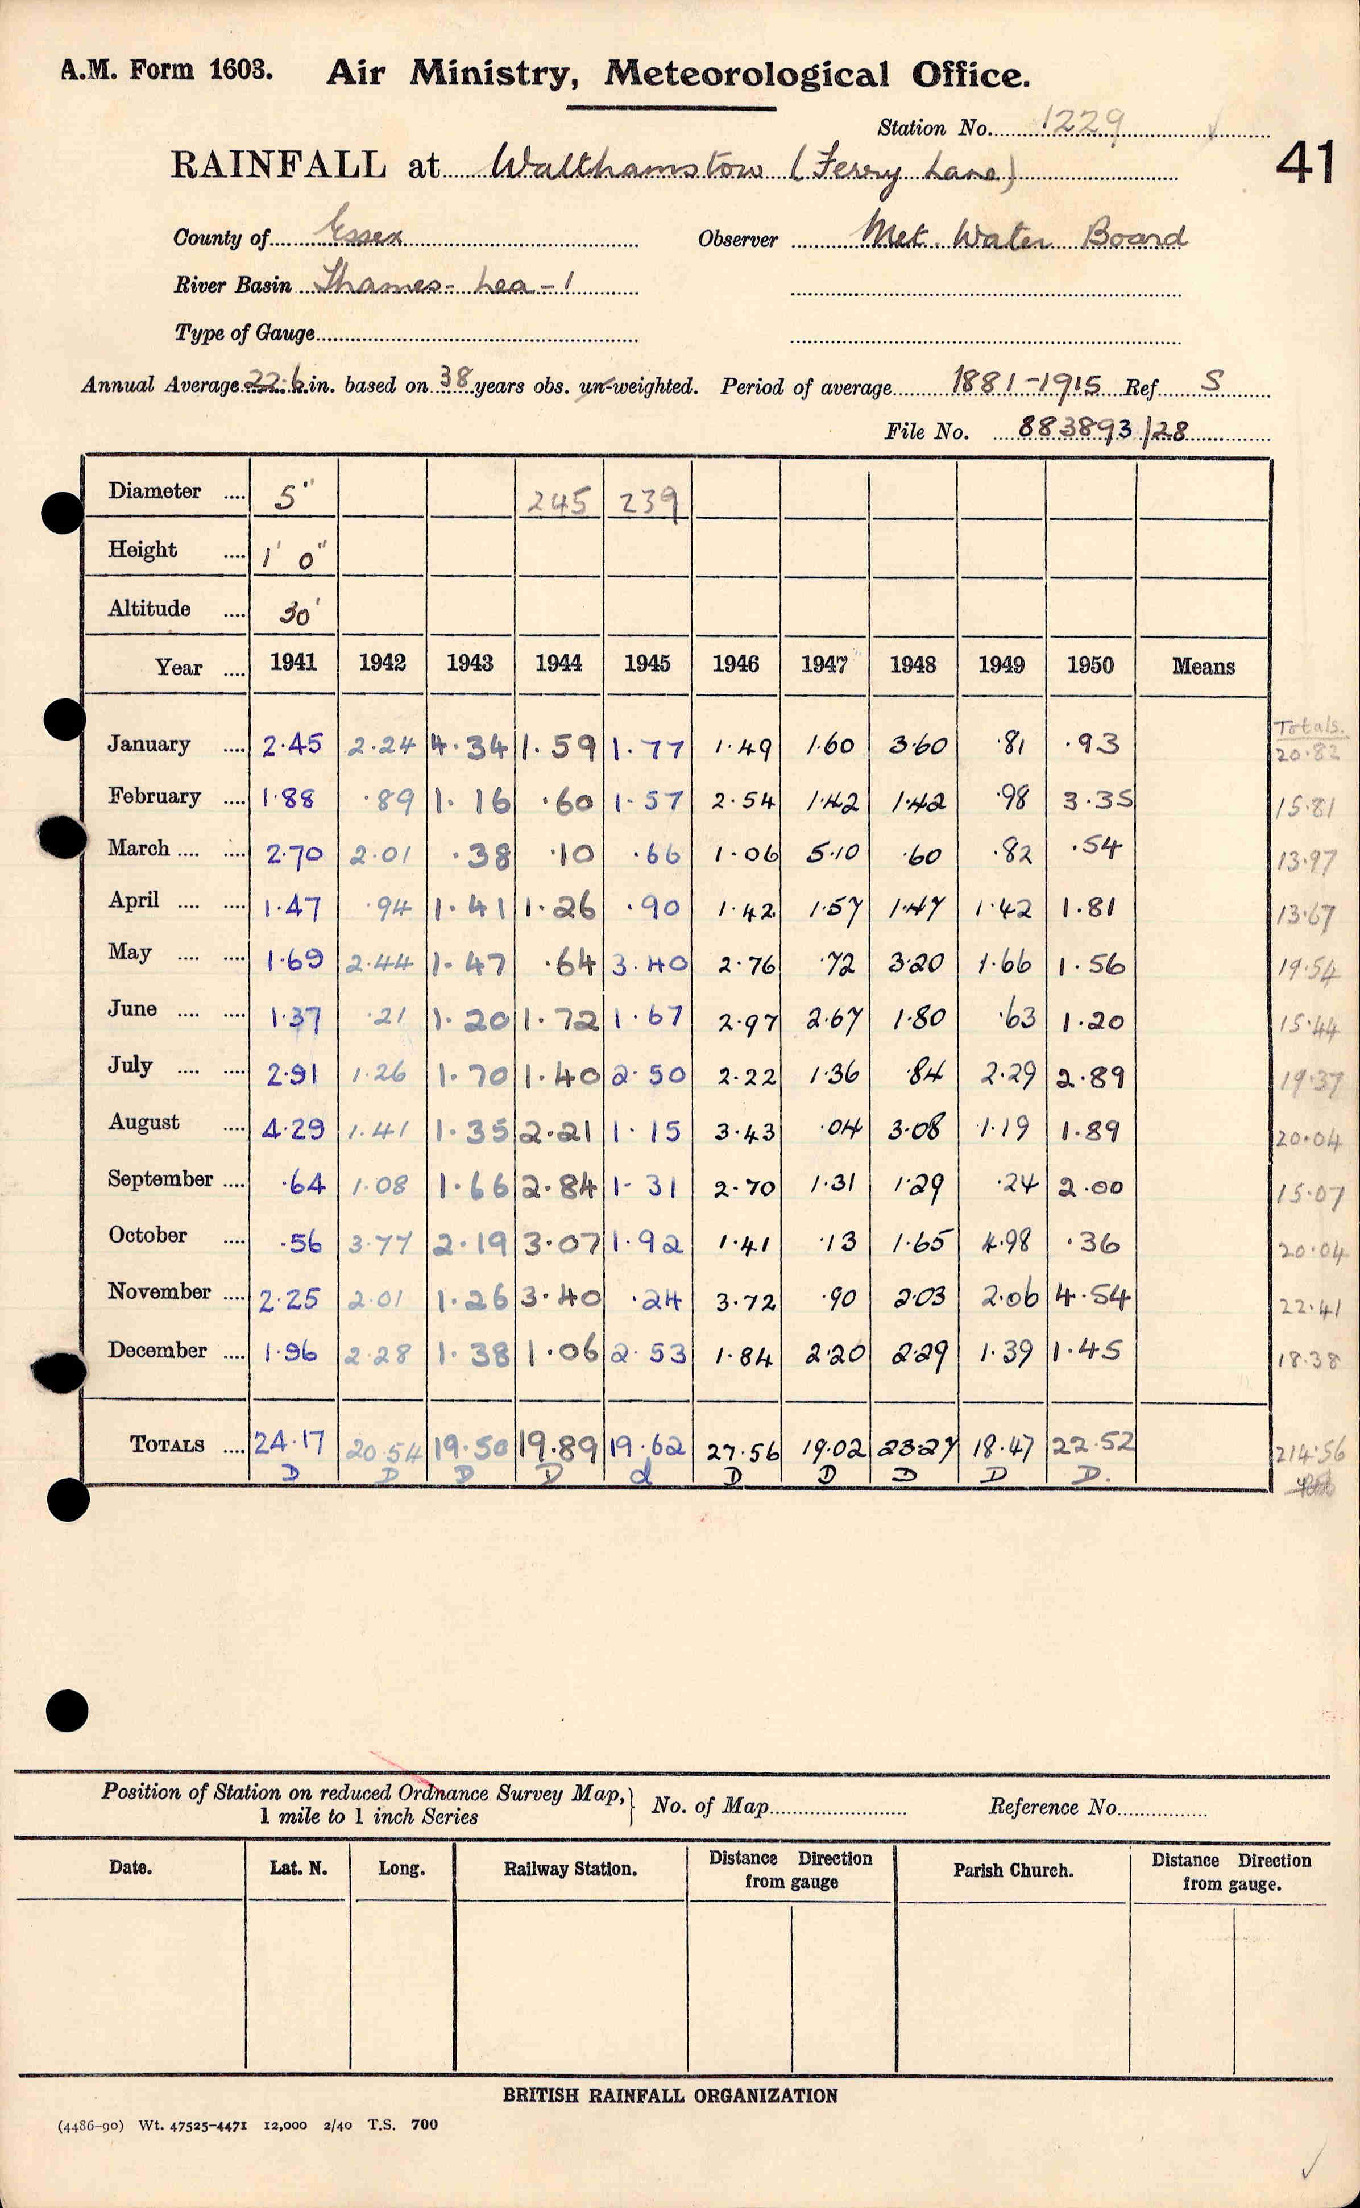 A.M. Form 1603. Air Ministry, Meteorological Office.
Station No. 1229
RAINFALL at Walthamstow (Ferry Lane) 41
County of Essex Observer Met. Water Board
River Basin Thames - Lea - 1
Type of Gauge
Annual Average 22.6 in. based on 38 years obs. un-weighted. Period of average 1881-1915 Ref S
File No. 883893/28
Diameter .... 5" 245 239
Height .... 1' 0"
Altitude .... 30'
Year .... 1941 1942 1943 1944 1945 1946 1947 1948 1949 1950 Means
Totals.
January .... 2.45 2.24 4.34 1.59 1.77 1.49 1.60 3.60 .81 .93 20.82
February .... 1.88 .89 1.16 .60 1.57 2.54 1.42 1.42 .98 3.35 15.81
March .... .... 2.70 2.01 .38 .10 .66 1.06 5.10 .60 .82 .54 13.97
April .... .... 1.47 .94 1.41 1.26 .90 1.42 1.57 1.47 1.42 1.81 13.67
May .... .... 1.69 2.44 1.47 .64 3.40 2.76 .72 3.20 1.66 1.56 19.54
June .... .... 1.37 .21 1.20 1.72 1.67 2.97 2.67 1.80 .63 1.20 15.44
July .... .... 2.91 1.26 1.70 1.40 2.50 2.22 1.36 .84 2.29 2.89 19.37
August .... 4.29 1.41 1.35 2.21 1.15 3.43 .04 3.08 1.19 1.89 20.04
September .... .64 1.08 1.66 2.84 1.31 2.70 1.31 1.29 .24 2.00 15.07
October .... .56 3.77 2.19 3.07 1.92 1.41 .13 1.65 4.98 .36 20.04
November .... 2.25 2.01 1.26 3.40 .24 3.72 .90 2.03 2.06 4.54 22.41
December .... 1.96 2.28 1.38 1.06 2.53 1.84 2.20 2.29 1.39 1.45 18.38
TOTALS .... 24.17 20.54 19.50 19.89 19.62 27.56 19.02 23.27 18.47 22.52 214.56
D D D D d D D D D D.
Position of Station on reduced Ordnance Survey Map, } No. of Map Reference No.
1 mile to 1 inch Series
Date. Lat. N. Long. Railway Station. Distance Direction from gauge Parish Church. Distance Direction from gauge.
BRITISH RAINFALL ORGANIZATION
(4486-90) Wt. 47525-4471 12,000 2/40 T.S. 700